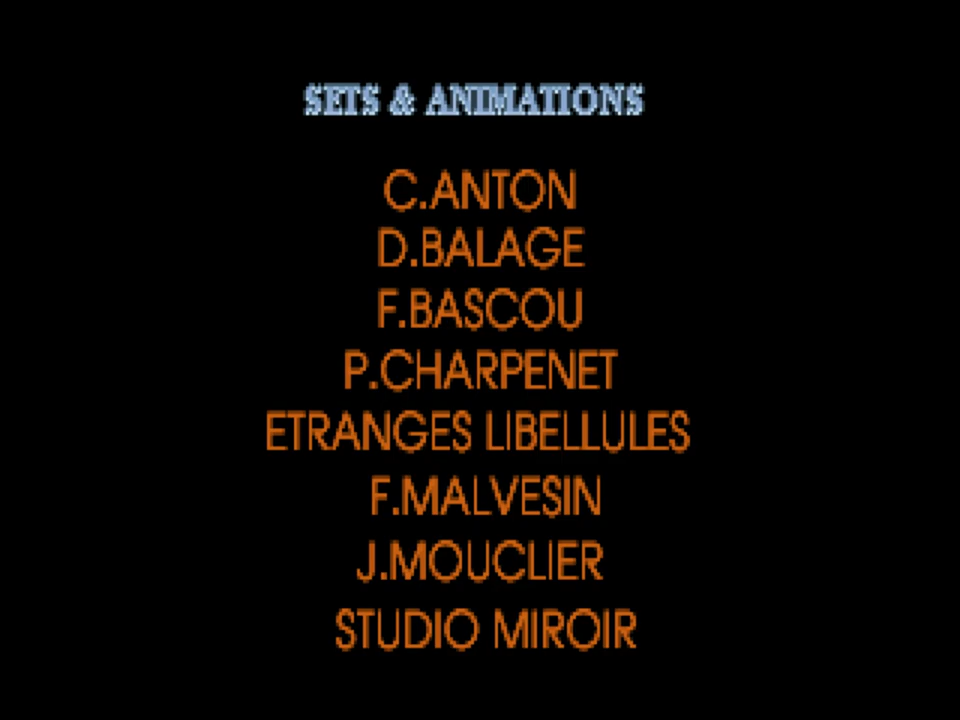 SETS & ANIMATIONS
C.ANTON
D.BALAGE
F.BASCOU
P.CHARPENET
ETRANGES LIBELLULES
F.MALVESIN
J.MOUCLIER
STUDIO MIROIR